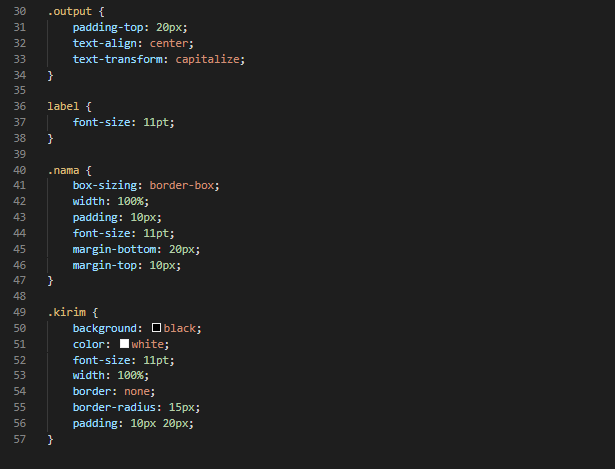 30 .output {
31 padding-top: 20px;
32 text-align: center;
33 text-transform: capitalize;
34 }
35
36 label {
37 font-size: 11pt;
38 }
39
40 .nama {
41 box-sizing: border-box;
42 width: 100%;
43 padding: 10px;
44 font-size: 11pt;
45 margin-bottom: 20px;
46 margin-top: 10px;
47 }
48
49 .kirim {
50 background: black;
51 color: white;
52 font-size: 11pt;
53 width: 100%;
54 border: none;
55 border-radius: 15px;
56 padding: 10px 20px;
57 }